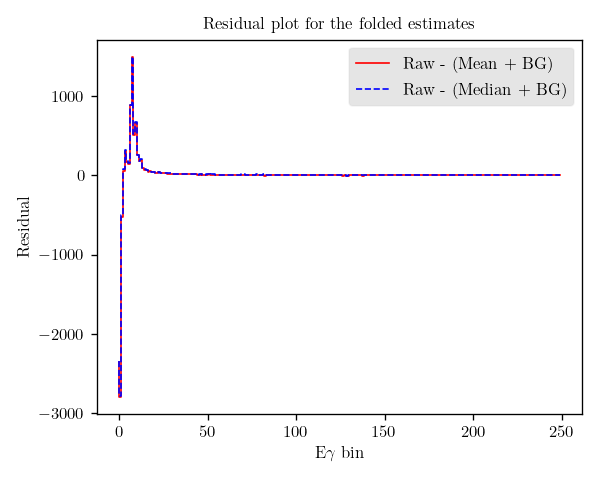 Residual plot for the folded estimates
Raw - (Mean + BG)
Raw - (Median + BG)
1000
0
−1000
−2000
−3000
Residual
0 50 100 150 200 250
Eγ bin